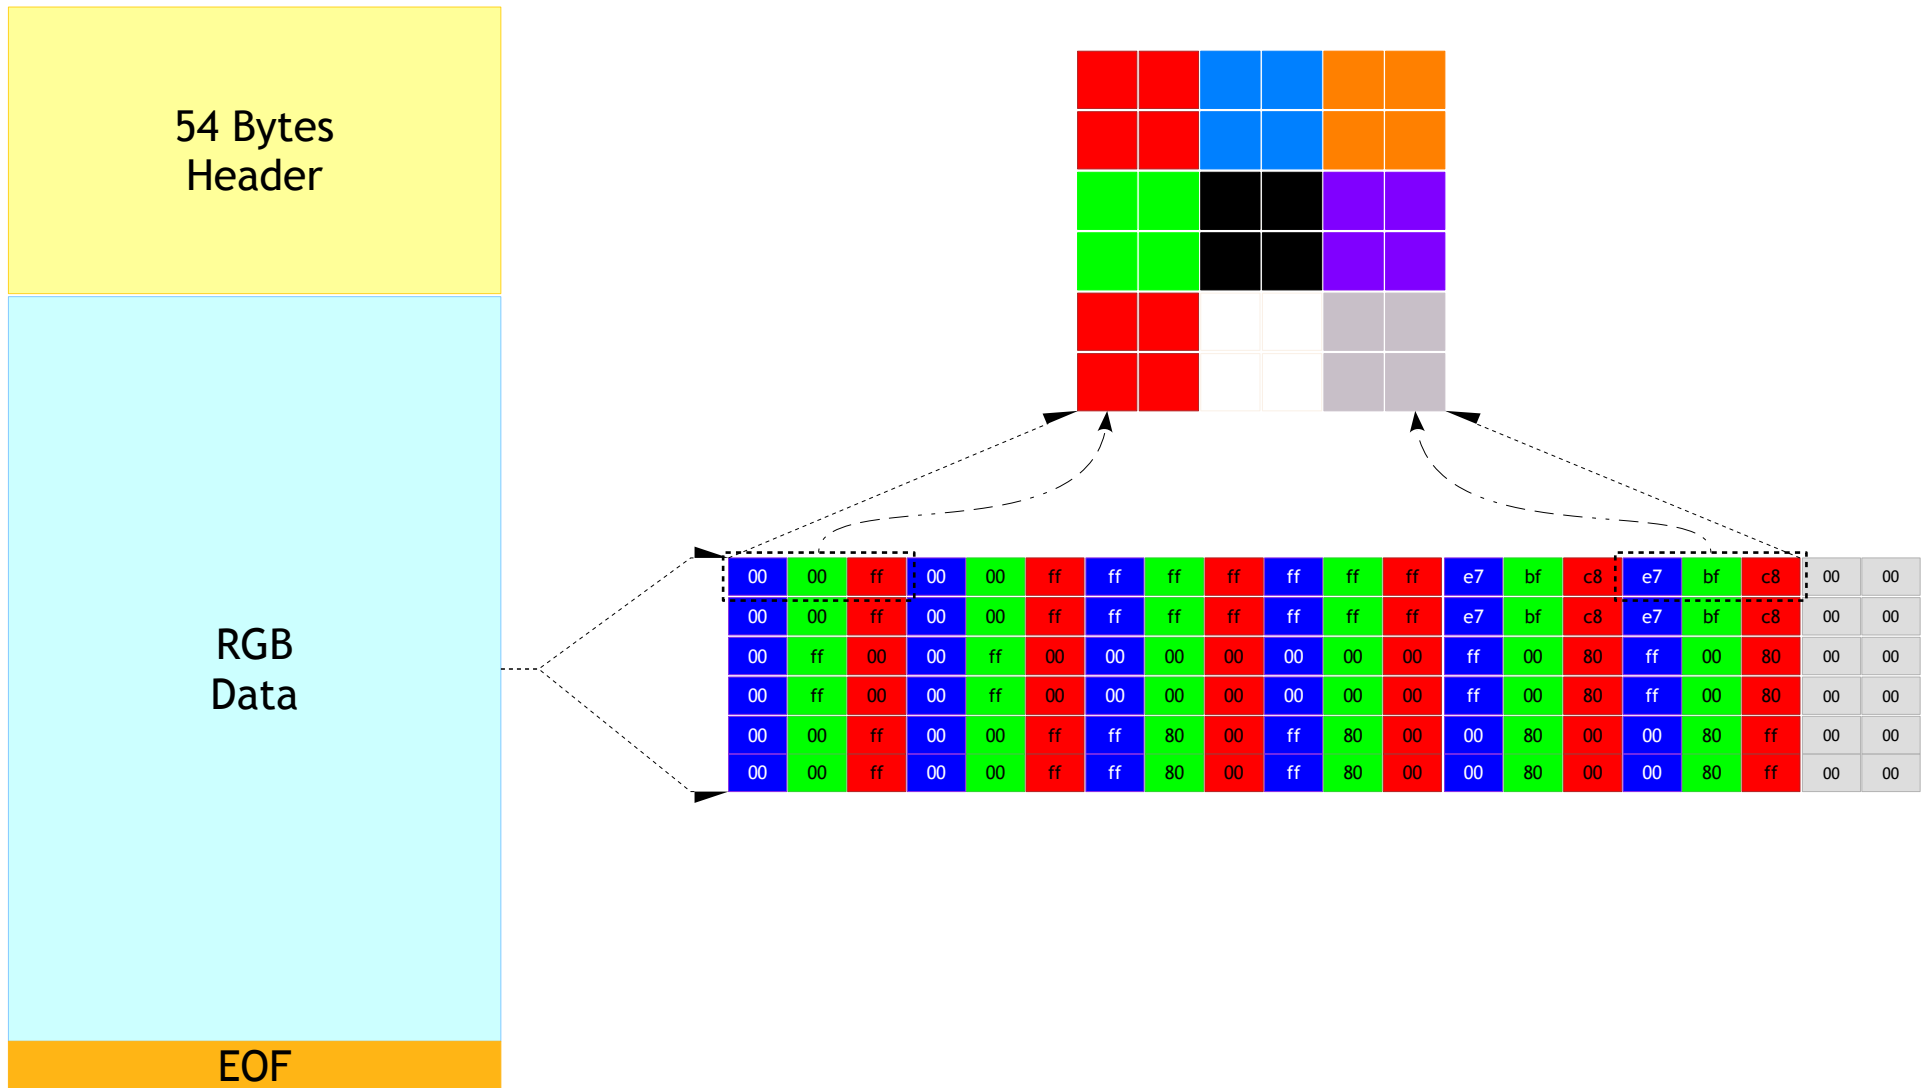 54 Bytes
Header
RGB
Data
EOF
00 00 ff 00 00 ff ff ff ff ff ff ff e7 bf c8 e7 bf c8 00 00
00 00 ff 00 00 ff ff ff ff ff ff ff e7 bf c8 e7 bf c8 00 00
00 ff 00 00 ff 00 00 00 00 00 00 00 ff 00 80 ff 00 80 00 00
00 ff 00 00 ff 00 00 00 00 00 00 00 ff 00 80 ff 00 80 00 00
00 00 ff 00 00 ff ff 80 00 ff 80 00 00 80 00 00 80 ff 00 00
00 00 ff 00 00 ff ff 80 00 ff 80 00 00 80 00 00 80 ff 00 00